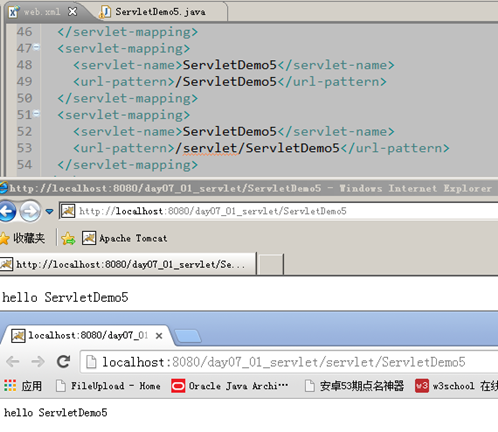 web.xml ServletDemo5.java
46 </servlet-mapping>
47 <servlet-mapping>
48 <servlet-name>ServletDemo5</servlet-name>
49 <url-pattern>/ServletDemo5</url-pattern>
50 </servlet-mapping>
51 <servlet-mapping>
52 <servlet-name>ServletDemo5</servlet-name>
53 <url-pattern>/servlet/ServletDemo5</url-pattern>
54 </servlet-mapping>
http://localhost:8080/day07_01_servlet/ServletDemo5 - Windows Internet Explorer
http://localhost:8080/day07_01_servlet/ServletDemo5
收藏夹 Apache Tomcat
http://localhost:8080/day07_01_servlet/Se...
hello ServletDemo5
localhost:8080/day07_01
localhost:8080/day07_01_servlet/servlet/ServletDemo5
应用 FileUpload - Home Oracle Java Archi… 安卓53期点名神器 w3 w3school 在线
hello ServletDemo5